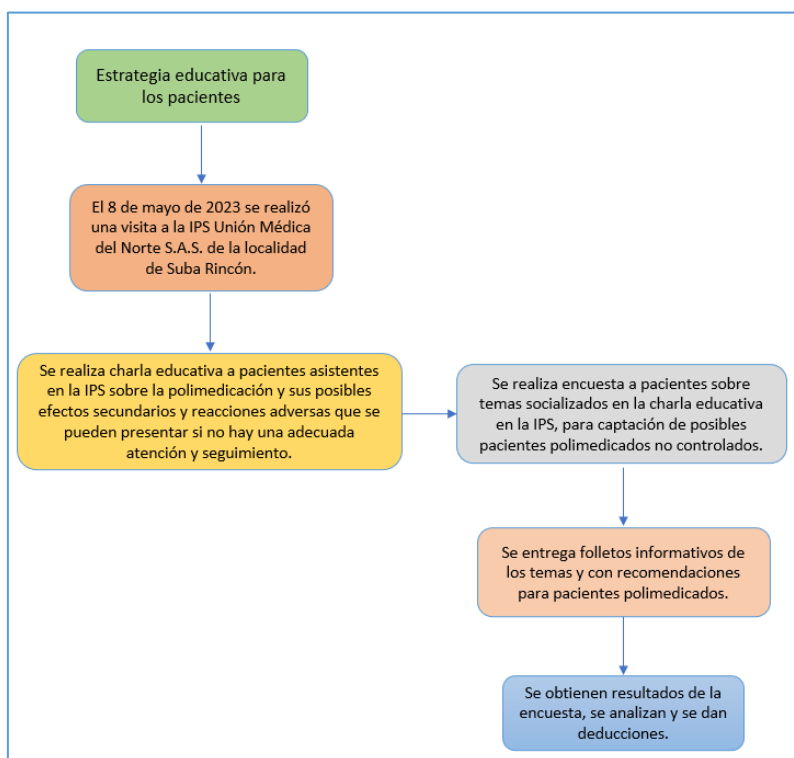 Estrategia educativa para
los pacientes
El 8 de mayo de 2023 se realizó
una visita a la IPS Unión Médica
del Norte S.A.S. de la localidad
de Suba Rincón.
Se realiza charla educativa a pacientes asistentes
en la IPS sobre la polimedicación y sus posibles
efectos secundarios y reacciones adversas que se
pueden presentar si no hay una adecuada
atención y seguimiento.
Se realiza encuesta a pacientes sobre
temas socializados en la charla educativa
en la IPS, para captación de posibles
pacientes polimedicados no controlados.
Se entrega folletos informativos de
los temas y con recomendaciones
para pacientes polimedicados.
Se obtienen resultados de la
encuesta, se analizan y se dan
deducciones.